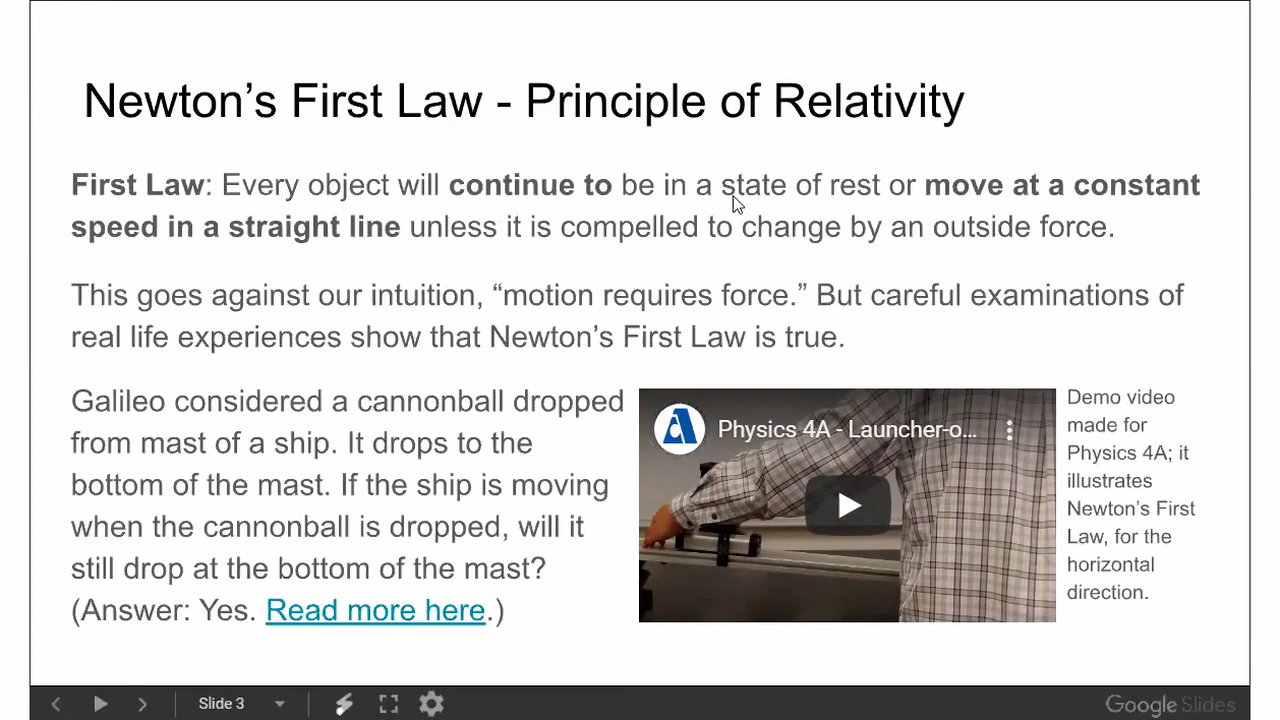 Newton’s First Law - Principle of Relativity
First Law: Every object will continue to be in a state of rest or move at a constant
speed in a straight line unless it is compelled to change by an outside force.
This goes against our intuition, “motion requires force.” But careful examinations of
real life experiences show that Newton’s First Law is true.
Galileo considered a cannonball dropped
from mast of a ship. It drops to the
bottom of the mast. If the ship is moving
when the cannonball is dropped, will it
still drop at the bottom of the mast?
(Answer: Yes. Read more here.)
Physics 4A - Launcher-o...
Demo video
made for
Physics 4A; it
illustrates
Newton’s First
Law, for the
horizontal
direction.
Slide 3
Google Slides